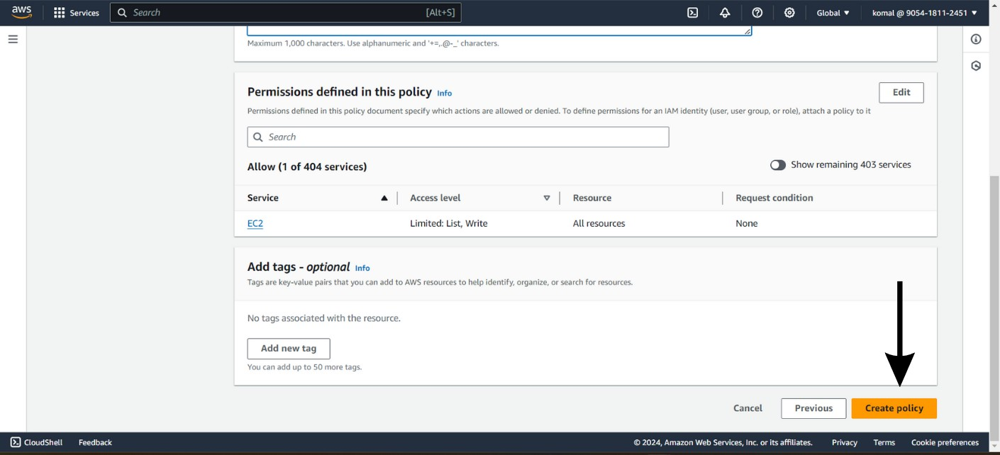 aws Services Search [Alt+S] Global ▼ komal @ 9054-1811-2451 ▼
Maximum 1,000 characters. Use alphanumeric and '+=,.@-_' characters.
Permissions defined in this policy Info Edit
Permissions defined in this policy document specify which actions are allowed or denied. To define permissions for an IAM identity (user, user group, or role), attach a policy to it
Search
Allow (1 of 404 services) Show remaining 403 services
Service Access level Resource Request condition
EC2 Limited: List, Write All resources None
Add tags - optional Info
Tags are key-value pairs that you can add to AWS resources to help identify, organize, or search for resources.
No tags associated with the resource.
Add new tag
You can add up to 50 more tags.
Cancel Previous Create policy
CloudShell Feedback © 2024, Amazon Web Services, Inc. or its affiliates. Privacy Terms Cookie preferences